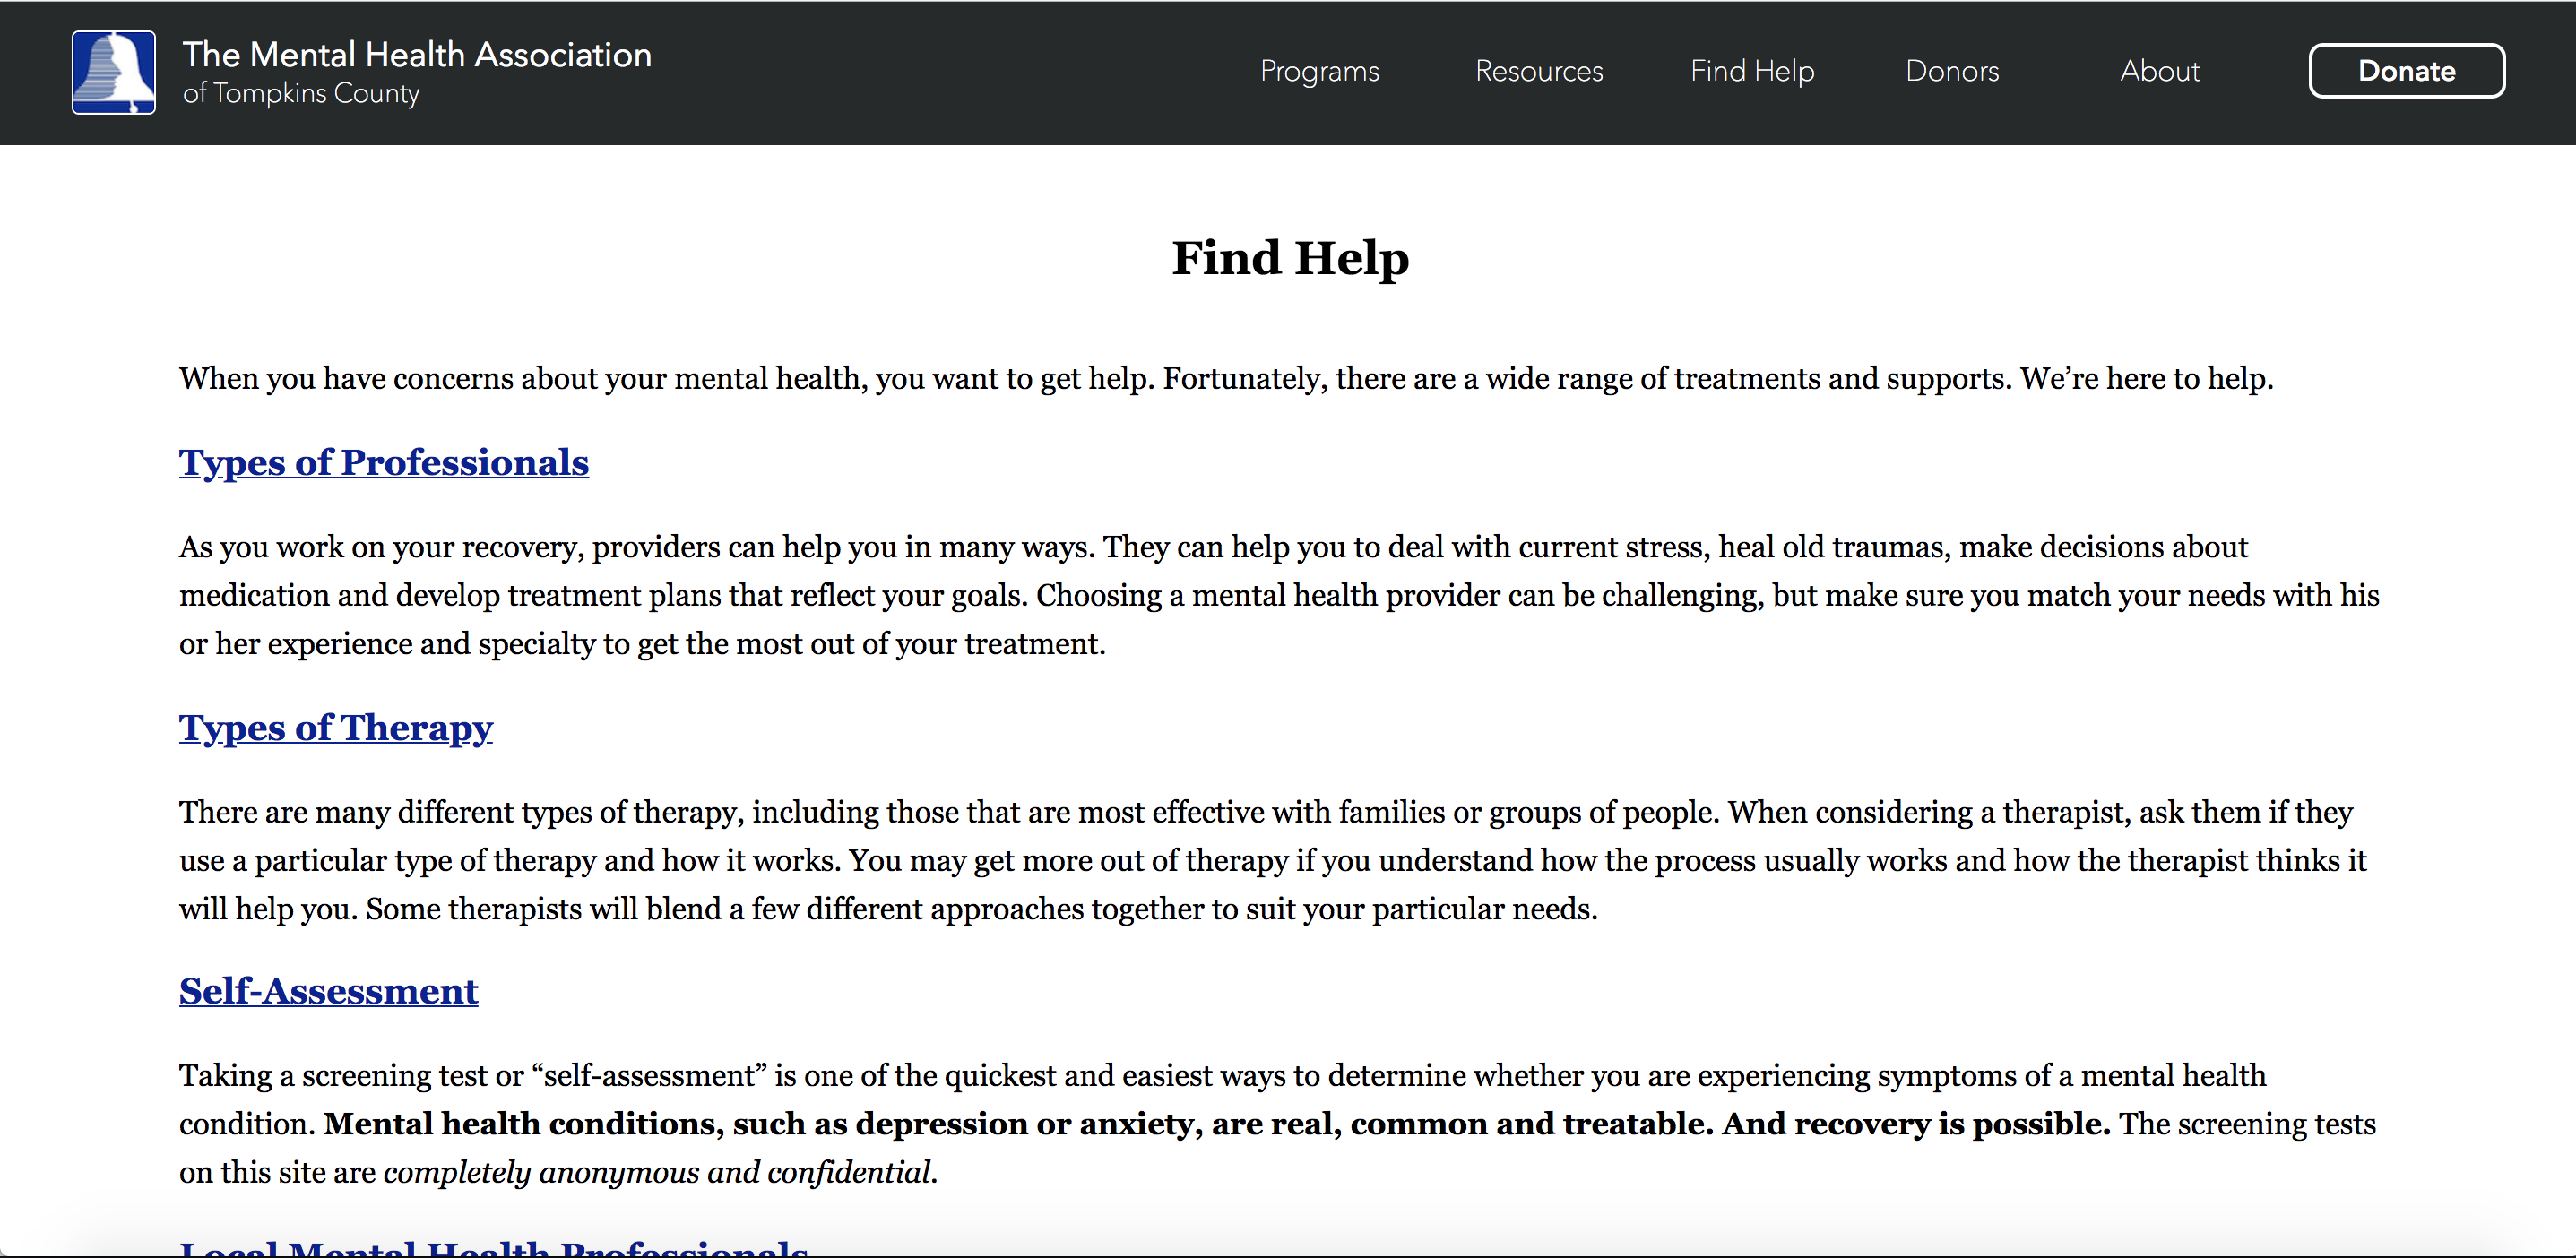 The Mental Health Association
of Tompkins County
Programs
Resources
Find Help
Donors
About
Donate
Find Help
When you have concerns about your mental health, you want to get help. Fortunately, there are a wide range of treatments and supports. We’re here to help.
Types of Professionals
As you work on your recovery, providers can help you in many ways. They can help you to deal with current stress, heal old traumas, make decisions about
medication and develop treatment plans that reflect your goals. Choosing a mental health provider can be challenging, but make sure you match your needs with his
or her experience and specialty to get the most out of your treatment.
Types of Therapy
There are many different types of therapy, including those that are most effective with families or groups of people. When considering a therapist, ask them if they
use a particular type of therapy and how it works. You may get more out of therapy if you understand how the process usually works and how the therapist thinks it
will help you. Some therapists will blend a few different approaches together to suit your particular needs.
Self-Assessment
Taking a screening test or “self-assessment” is one of the quickest and easiest ways to determine whether you are experiencing symptoms of a mental health
condition. Mental health conditions, such as depression or anxiety, are real, common and treatable. And recovery is possible. The screening tests
on this site are completely anonymous and confidential.
Local Mental Health Professionals